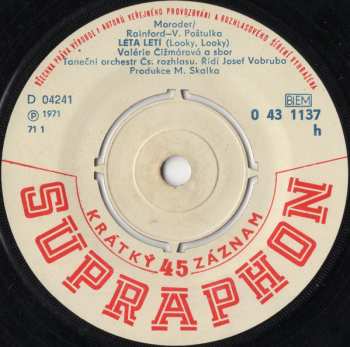 VŠECHNA PRÁVA VÝROBCE I AUTORŮ VEŘEJNÉHO PROVOZOVÁNÍ A ROZHLASOVÉHO ŠÍŘENÍ VYHRAZENA
Moroder/
Rainford—V. Poštulka
LÉTA LETÍ (Looky, Looky)
Valérie Čižmárová a sbor
Taneční orchestr Čs. rozhlasu. Řídí Josef Vobruba
Produkce M. Skalka
D 04241
Ⓟ 1971
71 1
BIEM
0 43 1137
h
KRÁTKÝ 45 ZÁZNAM
SUPRAPHON